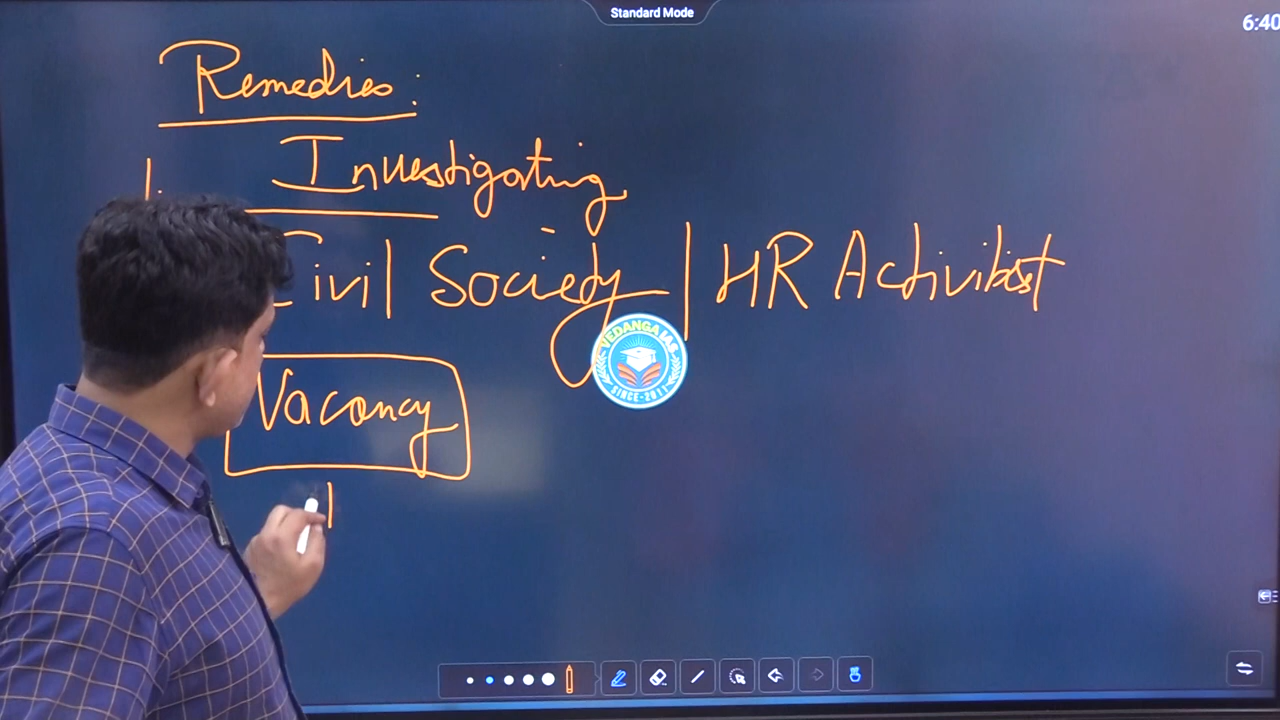 Standard Mode
6:40
Remedies:
1. Investigating
Civil Society | HR Activist
VEDANGA IAS
SINCE-2011
Vacancy